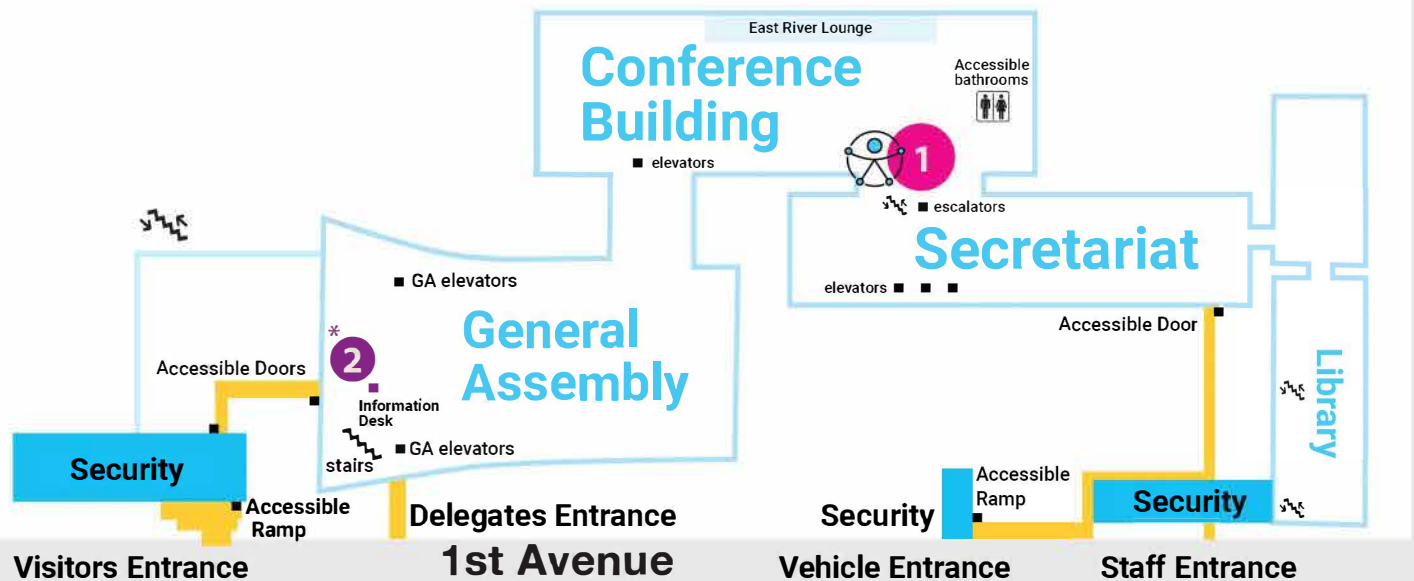 East River Lounge
Conference
Building
Accessible
bathrooms
elevators
1
escalators
Secretariat
elevators
GA elevators
General
Assembly
*
2
Accessible Doors
Information
Desk
stairs
GA elevators
Accessible Door
Library
Security
Accessible
Ramp
Delegates Entrance
Security
Accessible
Ramp
Security
Visitors Entrance
1st Avenue
Vehicle Entrance
Staff Entrance